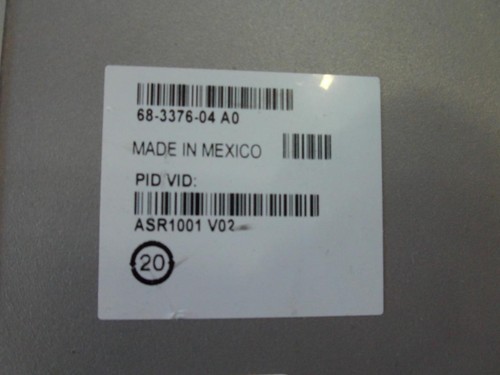 68-3376-04 A0
MADE IN MEXICO
PID VID:
ASR1001 V02
20